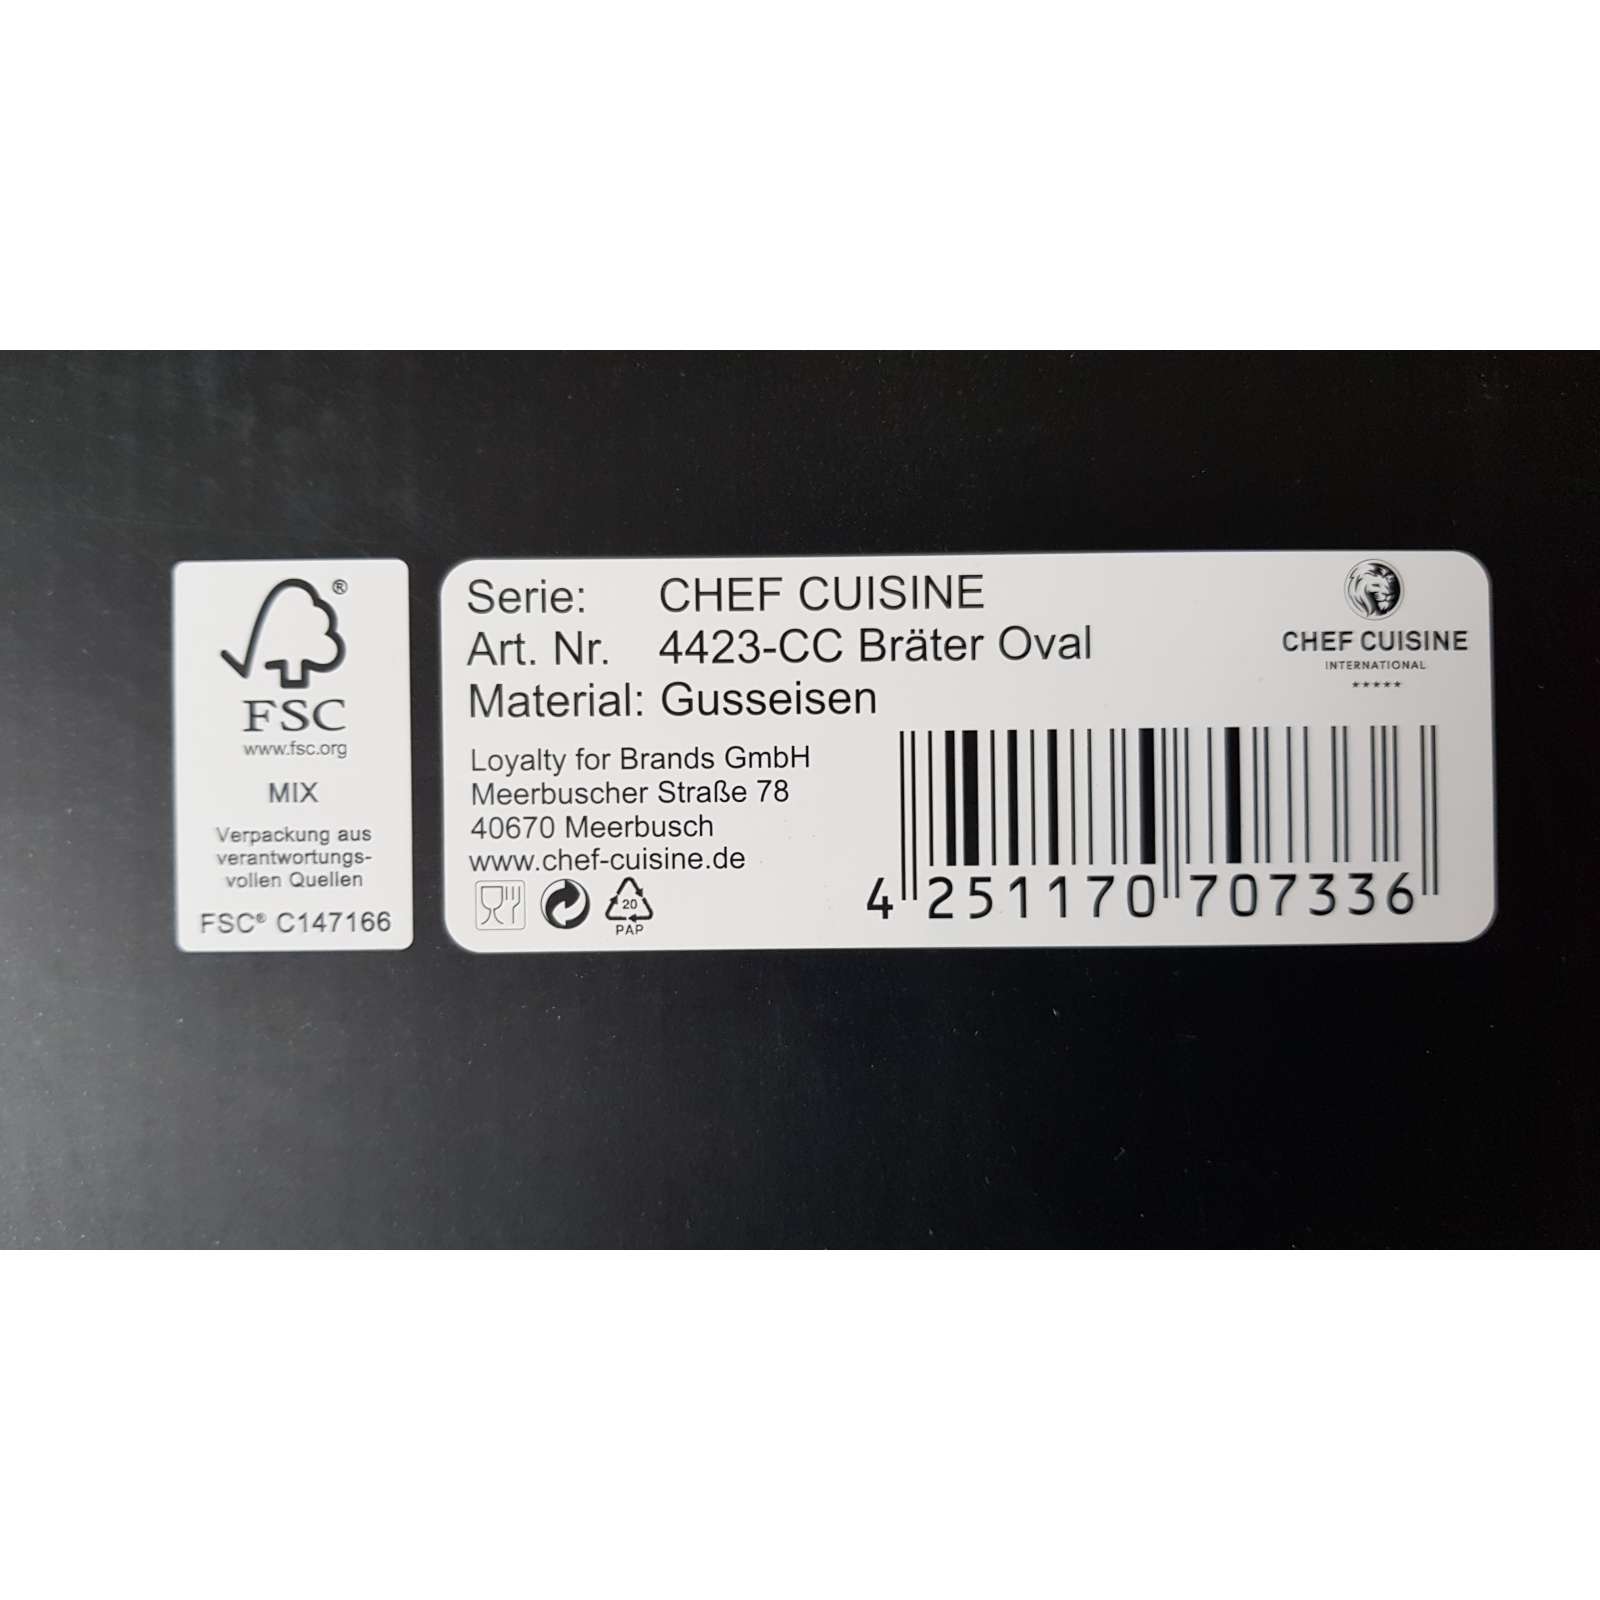 ®
FSC
www.fsc.org
MIX
Verpackung aus
verantwortungs-
vollen Quellen
FSC® C147166
Serie: CHEF CUISINE
Art. Nr. 4423-CC Bräter Oval
Material: Gusseisen
Loyalty for Brands GmbH
Meerbuscher Straße 78
40670 Meerbusch
www.chef-cuisine.de
20
PAP
CHEF CUISINE
INTERNATIONAL
★★★★★
4 251170 707336